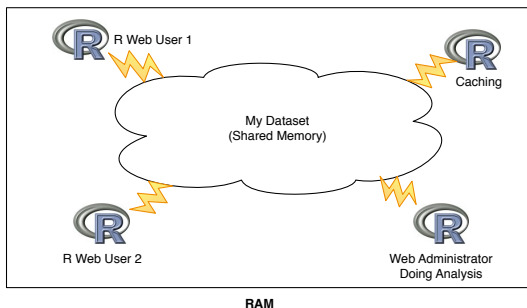 R
R Web User 1
R
Caching
My Dataset
(Shared Memory)
R
R Web User 2
R
Web Administrator
Doing Analysis
RAM